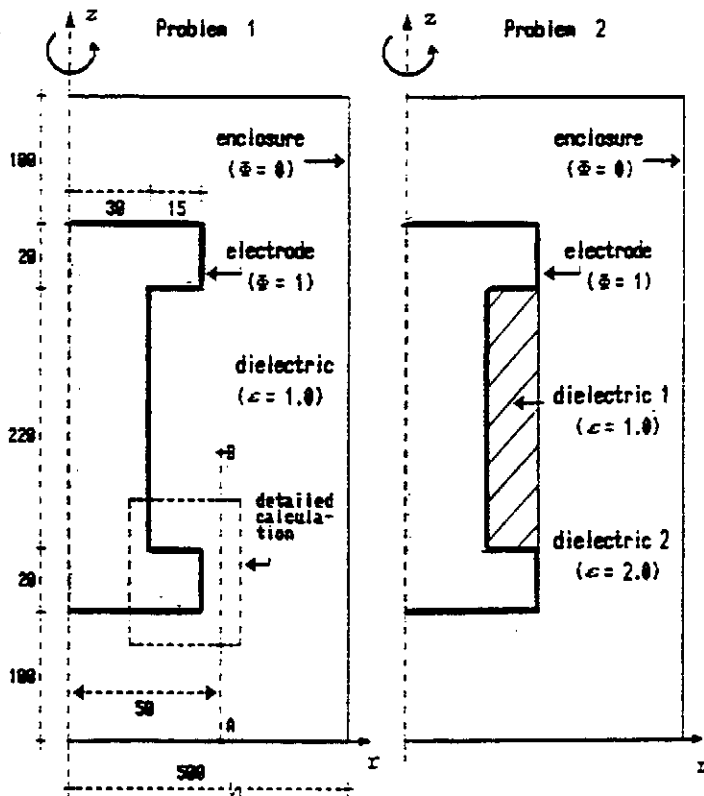 z
Problem 1
z
Problem 2
enclosure
(Φ = 0)
enclosure
(Φ = 0)
100
30
15
electrode
(Φ = 1)
electrode
(Φ = 1)
20
dielectric
(ε = 1.0)
dielectric 1
(ε = 1.0)
220
B
detailed
calcula-
tion
dielectric 2
(ε = 2.0)
20
100
50
A
r
r
500